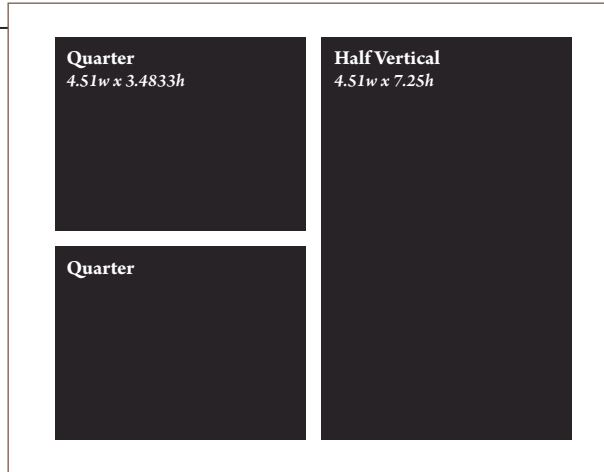 Quarter
4.51w x 3.4833h
Half Vertical
4.51w x 7.25h
Quarter